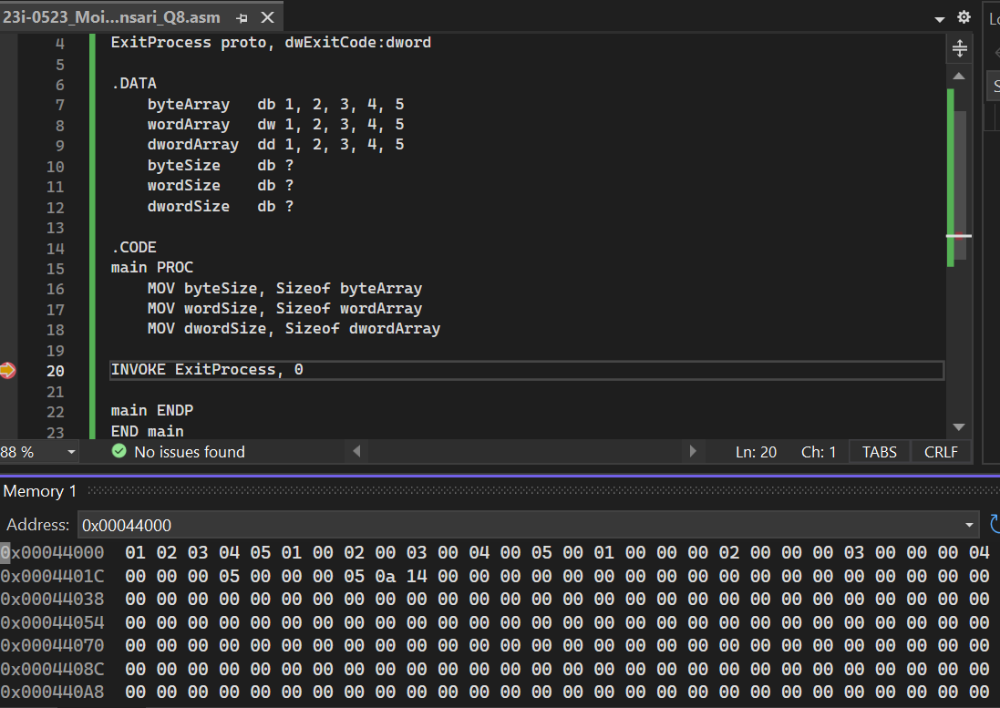 23i-0523_Moi...nsari_Q8.asm
4 ExitProcess proto, dwExitCode:dword
5
6 .DATA
7 byteArray db 1, 2, 3, 4, 5
8 wordArray dw 1, 2, 3, 4, 5
9 dwordArray dd 1, 2, 3, 4, 5
10 byteSize db ?
11 wordSize db ?
12 dwordSize db ?
13
14 .CODE
15 main PROC
16 MOV byteSize, Sizeof byteArray
17 MOV wordSize, Sizeof wordArray
18 MOV dwordSize, Sizeof dwordArray
19
20 INVOKE ExitProcess, 0
21
22 main ENDP
23 END main
88 % No issues found Ln: 20 Ch: 1 TABS CRLF
Memory 1
Address: 0x00044000
0x00044000 01 02 03 04 05 01 00 02 00 03 00 04 00 05 00 01 00 00 00 02 00 00 00 03 00 00 00 04
0x0004401C 00 00 00 05 00 00 00 05 0a 14 00 00 00 00 00 00 00 00 00 00 00 00 00 00 00 00 00 00
0x00044038 00 00 00 00 00 00 00 00 00 00 00 00 00 00 00 00 00 00 00 00 00 00 00 00 00 00 00 00
0x00044054 00 00 00 00 00 00 00 00 00 00 00 00 00 00 00 00 00 00 00 00 00 00 00 00 00 00 00 00
0x00044070 00 00 00 00 00 00 00 00 00 00 00 00 00 00 00 00 00 00 00 00 00 00 00 00 00 00 00 00
0x0004408C 00 00 00 00 00 00 00 00 00 00 00 00 00 00 00 00 00 00 00 00 00 00 00 00 00 00 00 00
0x000440A8 00 00 00 00 00 00 00 00 00 00 00 00 00 00 00 00 00 00 00 00 00 00 00 00 00 00 00 00